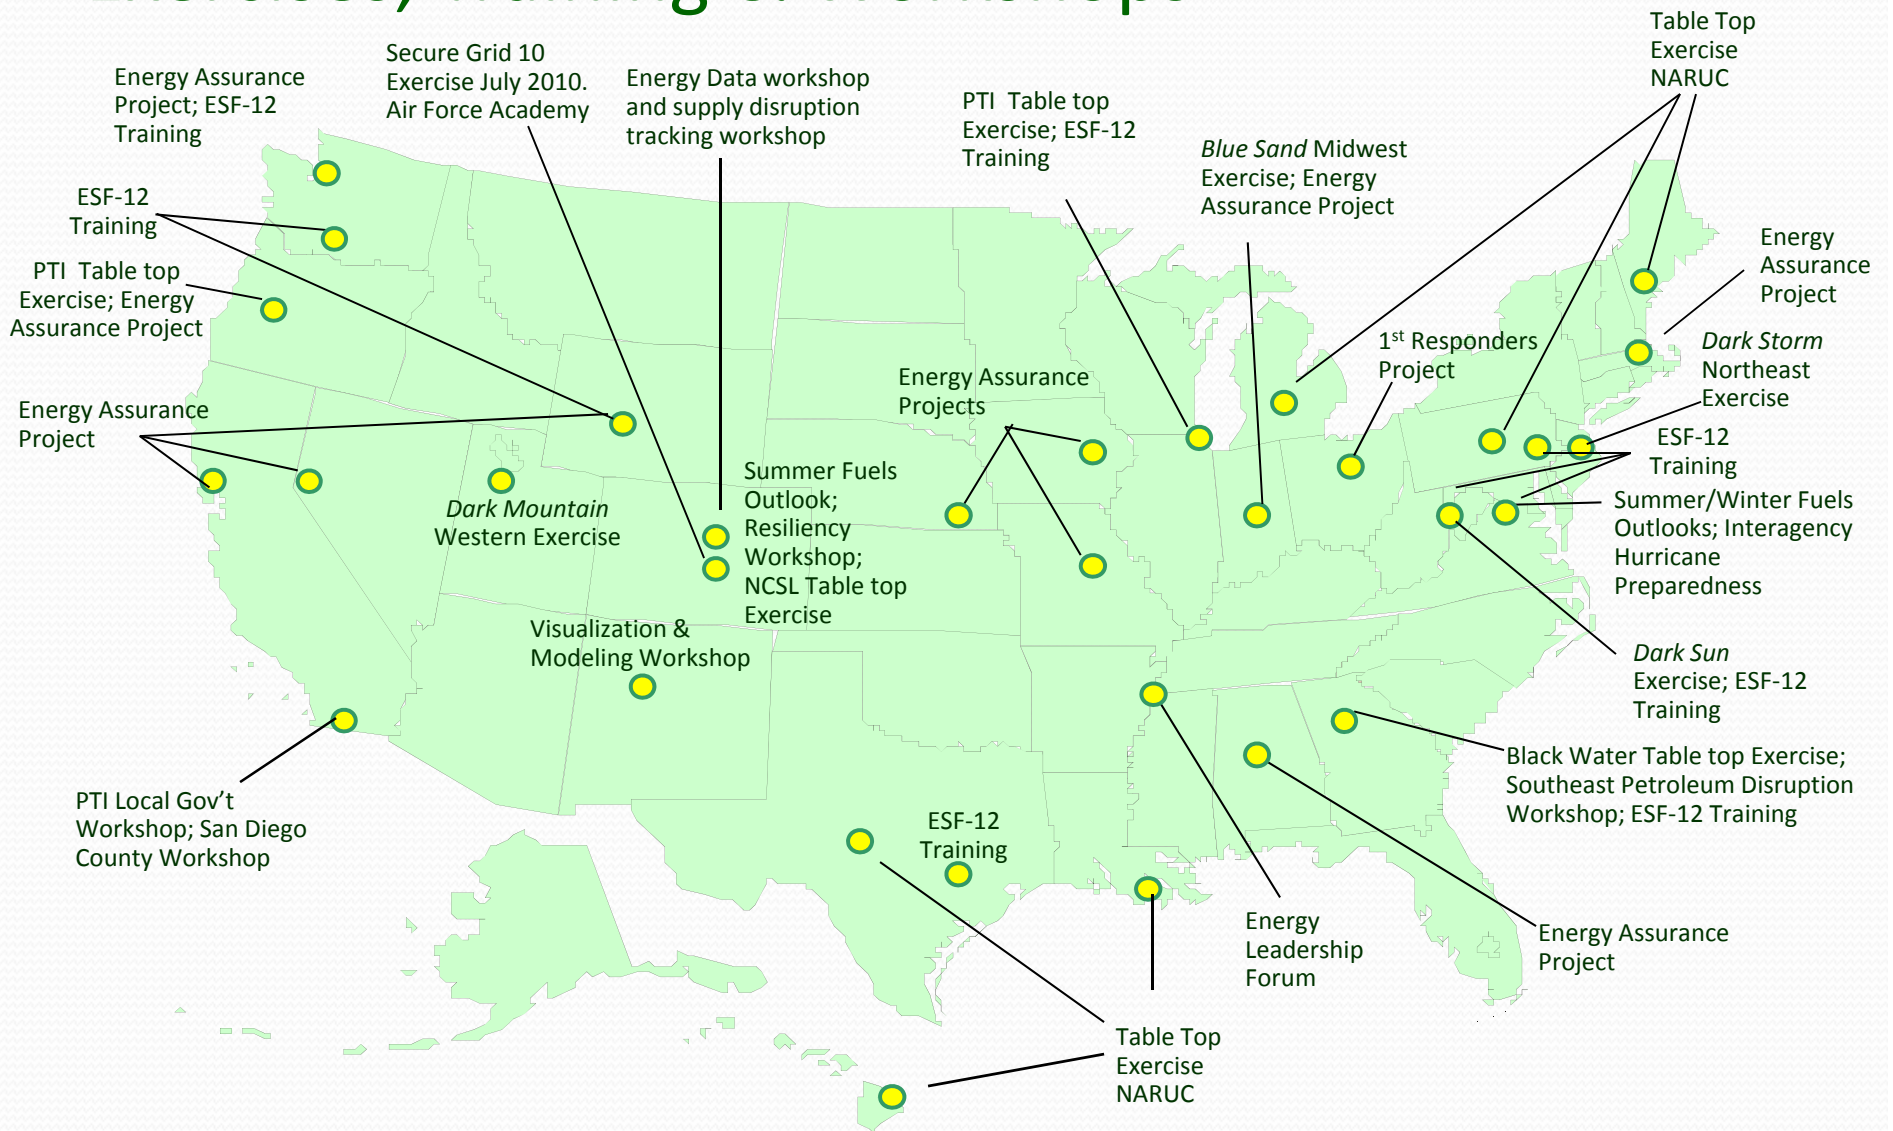 Exercises, Training & Workshops
Energy Assurance
Project; ESF-12
Training
Secure Grid 10
Exercise July 2010.
Air Force Academy
Energy Data workshop
and supply disruption
tracking workshop
PTI Table top
Exercise; ESF-12
Training
Blue Sand Midwest
Exercise; Energy
Assurance Project
Table Top
Exercise
NARUC
ESF-12
Training
PTI Table top
Exercise; Energy
Assurance Project
Energy Assurance
Project
Dark Mountain
Western Exercise
Energy Assurance
Projects
Summer Fuels
Outlook;
Resiliency
Workshop;
NCSL Table top
Exercise
1st Responders
Project
Energy
Assurance
Project
Dark Storm
Northeast
Exercise
ESF-12
Training
Summer/Winter Fuels
Outlooks; Interagency
Hurricane
Preparedness
Visualization &
Modeling Workshop
Dark Sun
Exercise; ESF-12
Training
Black Water Table top Exercise;
Southeast Petroleum Disruption
Workshop; ESF-12 Training
PTI Local Gov't
Workshop; San Diego
County Workshop
ESF-12
Training
Energy
Leadership
Forum
Energy Assurance
Project
Table Top
Exercise
NARUC